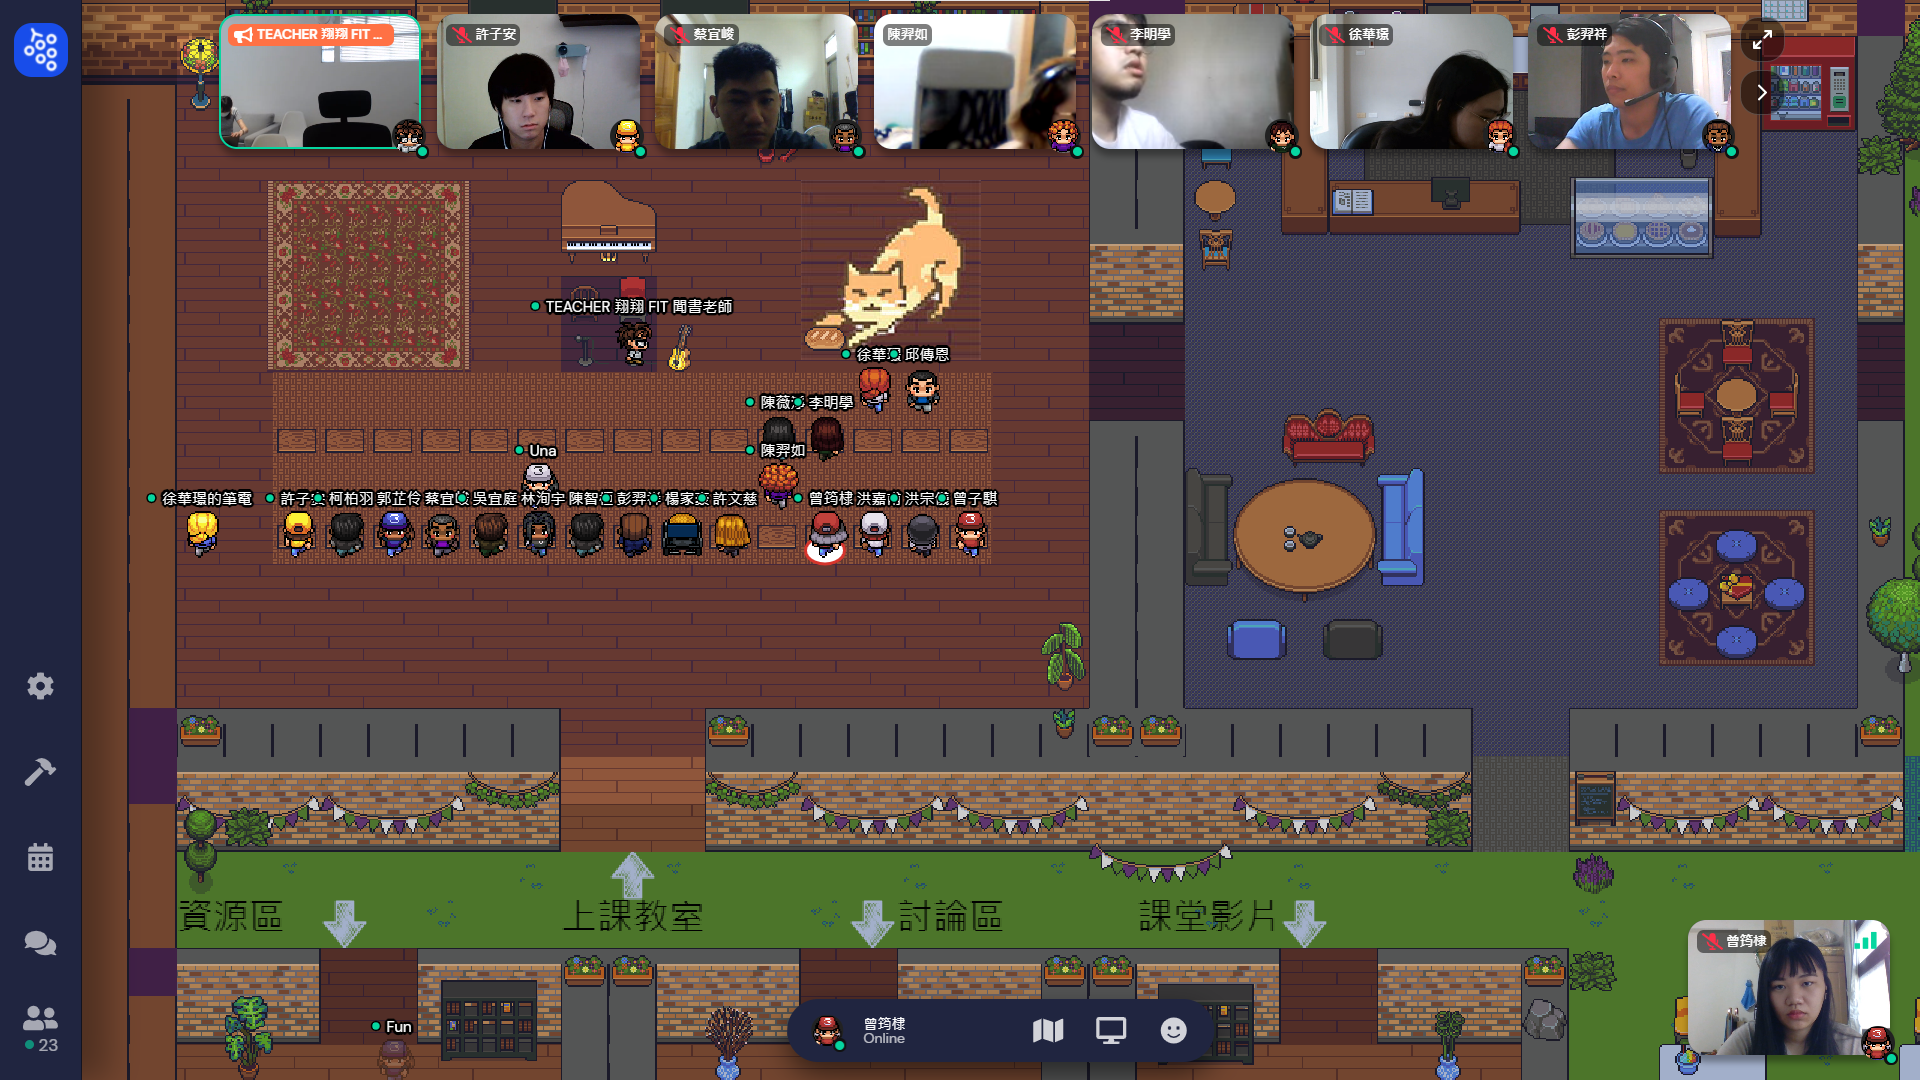 TEACHER 翔翔 FIT ...
許子安
蔡宜峻
陳羿如
李明學
徐華璟
彭羿祥
TEACHER 翔翔 FIT 閱書老師
徐華璟
邱傳恩
陳薇
李明學
Una
陳羿如
徐華璟的筆電
許子安
柯柏羽
郭芷伶
蔡宜
吳宜庭
林洵宇
陳智
彭羿
楊家
許文慈
曾筠棣
洪嘉
洪宗
曾子騏
資源區
上課教室
討論區
課堂影片
曾筠棣
Fun
曾筠棣
Online
23